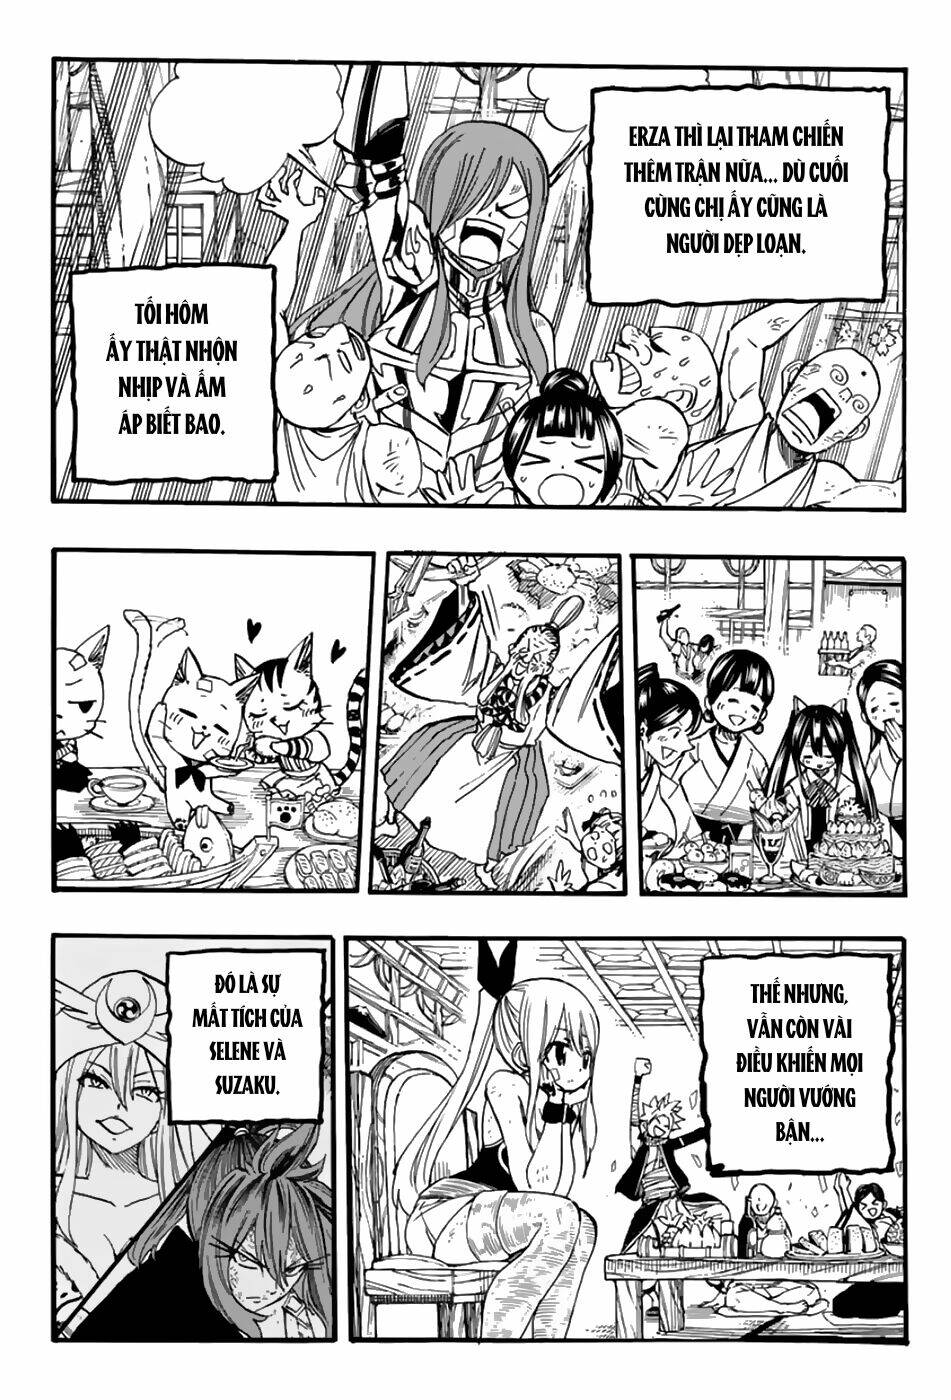 ERZA THÌ LẠI THAM CHIẾN
THÊM TRẬN NỮA... DÙ CUỐI
CÙNG CHỊ ẤY CŨNG LÀ
NGƯỜI DẸP LOẠN.
TỐI HÔM
ẤY THẬT NHỘN
NHỊP VÀ ẤM
ÁP BIẾT BAO.
THẾ NHƯNG,
VẪN CÒN VÀI
ĐIỀU KHIẾN MỌI
NGƯỜI VƯỚNG
BẬN...
ĐÓ LÀ SỰ
MẤT TÍCH CỦA
SELENE VÀ
SUZAKU.